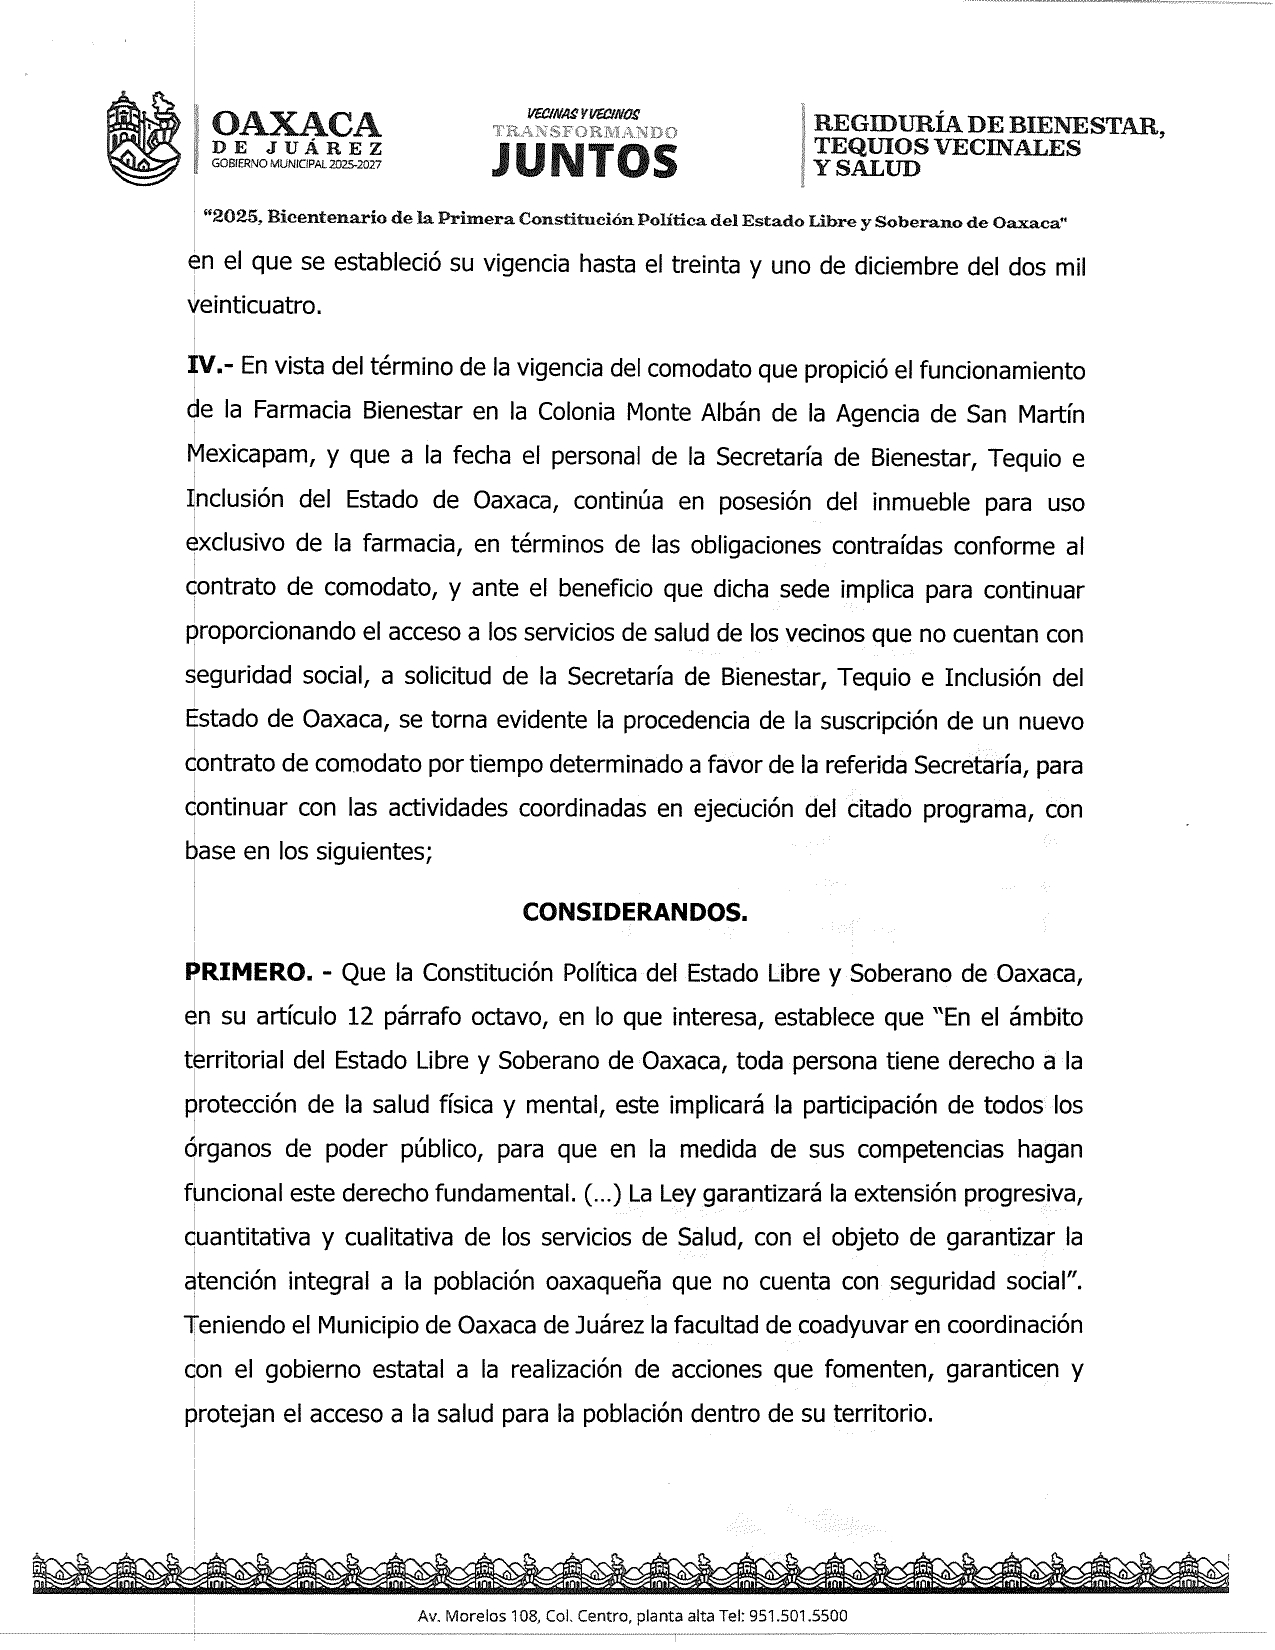 OAXACA
DE JUÁREZ
GOBIERNO MUNICIPAL 2025-2027
VECINAS Y VECINOS
TRANSFORMANDO
JUNTOS
REGIDURÍA DE BIENESTAR,
TEQUIOS VECINALES
Y SALUD
"2025, Bicentenario de la Primera Constitución Política del Estado Libre y Soberano de Oaxaca"
en el que se estableció su vigencia hasta el treinta y uno de diciembre del dos mil
veinticuatro.
IV.- En vista del término de la vigencia del comodato que propició el funcionamiento
de la Farmacia Bienestar en la Colonia Monte Albán de la Agencia de San Martín
Mexicapam, y que a la fecha el personal de la Secretaría de Bienestar, Tequio e
Inclusión del Estado de Oaxaca, continúa en posesión del inmueble para uso
exclusivo de la farmacia, en términos de las obligaciones contraídas conforme al
contrato de comodato, y ante el beneficio que dicha sede implica para continuar
proporcionando el acceso a los servicios de salud de los vecinos que no cuentan con
seguridad social, a solicitud de la Secretaría de Bienestar, Tequio e Inclusión del
Estado de Oaxaca, se torna evidente la procedencia de la suscripción de un nuevo
contrato de comodato por tiempo determinado a favor de la referida Secretaría, para
continuar con las actividades coordinadas en ejecución del citado programa, con
base en los siguientes;
CONSIDERANDOS.
PRIMERO. - Que la Constitución Política del Estado Libre y Soberano de Oaxaca,
en su artículo 12 párrafo octavo, en lo que interesa, establece que "En el ámbito
territorial del Estado Libre y Soberano de Oaxaca, toda persona tiene derecho a la
protección de la salud física y mental, este implicará la participación de todos los
órganos de poder público, para que en la medida de sus competencias hagan
funcional este derecho fundamental. (...) La Ley garantizará la extensión progresiva,
cuantitativa y cualitativa de los servicios de Salud, con el objeto de garantizar la
atención integral a la población oaxaqueña que no cuenta con seguridad social".
Teniendo el Municipio de Oaxaca de Juárez la facultad de coadyuvar en coordinación
con el gobierno estatal a la realización de acciones que fomenten, garanticen y
protejan el acceso a la salud para la población dentro de su territorio.
Av. Morelos 108, Col. Centro, planta alta Tel: 951.501.5500